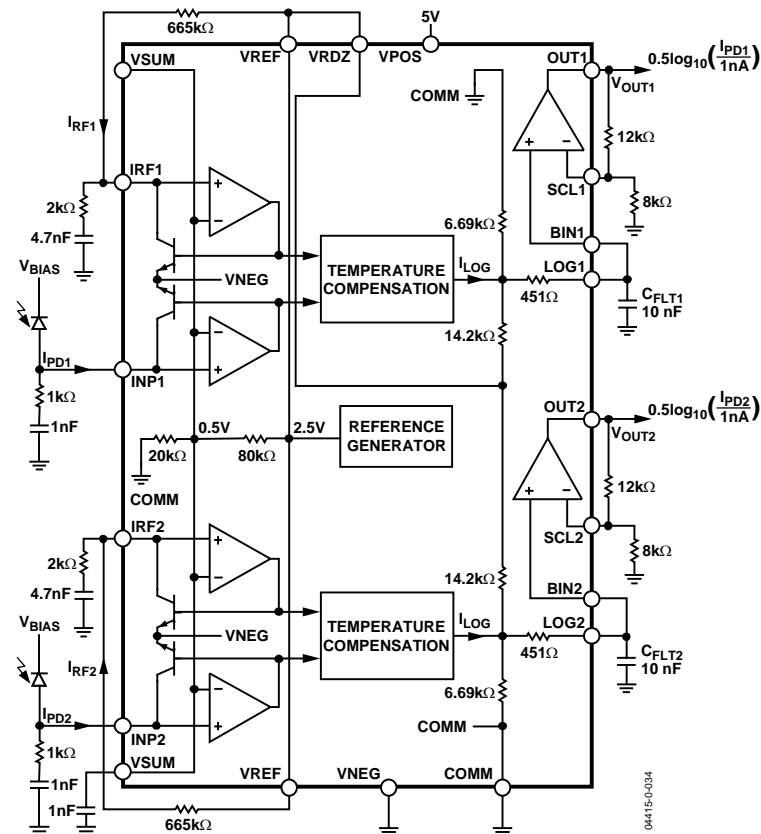 665kΩ
5V
VREF VRDZ VPOS
VSUM
OUT1
0.5log10(IPD1/1nA)
VOUT1
COMM
IRF1
12kΩ
IRF1
SCL1
8kΩ
2kΩ
6.69kΩ
BIN1
4.7nF
VBIAS
VNEG
TEMPERATURE
COMPENSATION
ILOG
LOG1
451Ω
CFLT1
10 nF
14.2kΩ
IPD1
INP1
1kΩ
1nF
OUT2
0.5log10(IPD2/1nA)
VOUT2
0.5V
2.5V
REFERENCE
GENERATOR
20kΩ
80kΩ
COMM
12kΩ
IRF2
SCL2
8kΩ
2kΩ
14.2kΩ
BIN2
4.7nF
VBIAS
VNEG
TEMPERATURE
COMPENSATION
ILOG
LOG2
451Ω
CFLT2
10 nF
IRF2
6.69kΩ
IPD2
INP2
COMM
1kΩ
VSUM
VREF VNEG COMM
1nF
1nF
665kΩ
04415-0-034